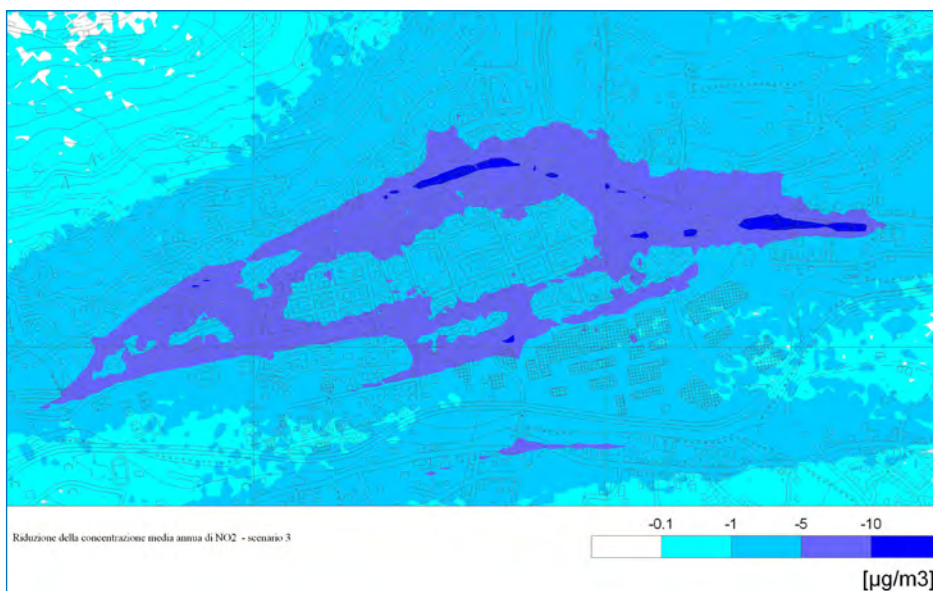 -0.1 -1 -5 -10
Riduzione della concentrazione media annua di NO2 - scenario 3
[µg/m3]